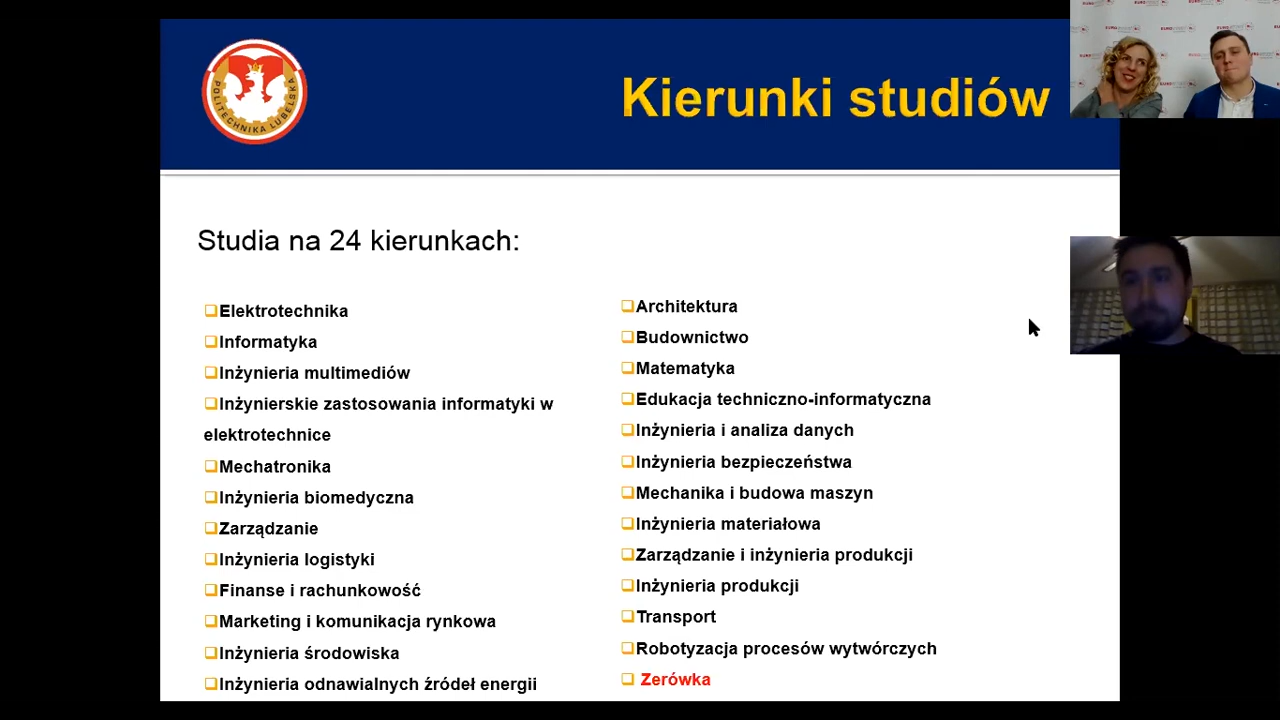 POLITECHNIKA LUBELSKA
Kierunki studiów
Studia na 24 kierunkach:
Elektrotechnika
Informatyka
Inżynieria multimediów
Inżynierskie zastosowania informatyki w
elektrotechnice
Mechatronika
Inżynieria biomedyczna
Zarządzanie
Inżynieria logistyki
Finanse i rachunkowość
Marketing i komunikacja rynkowa
Inżynieria środowiska
Inżynieria odnawialnych źródeł energii
Architektura
Budownictwo
Matematyka
Edukacja techniczno-informatyczna
Inżynieria i analiza danych
Inżynieria bezpieczeństwa
Mechanika i budowa maszyn
Inżynieria materiałowa
Zarządzanie i inżynieria produkcji
Inżynieria produkcji
Transport
Robotyzacja procesów wytwórczych
Zerówka